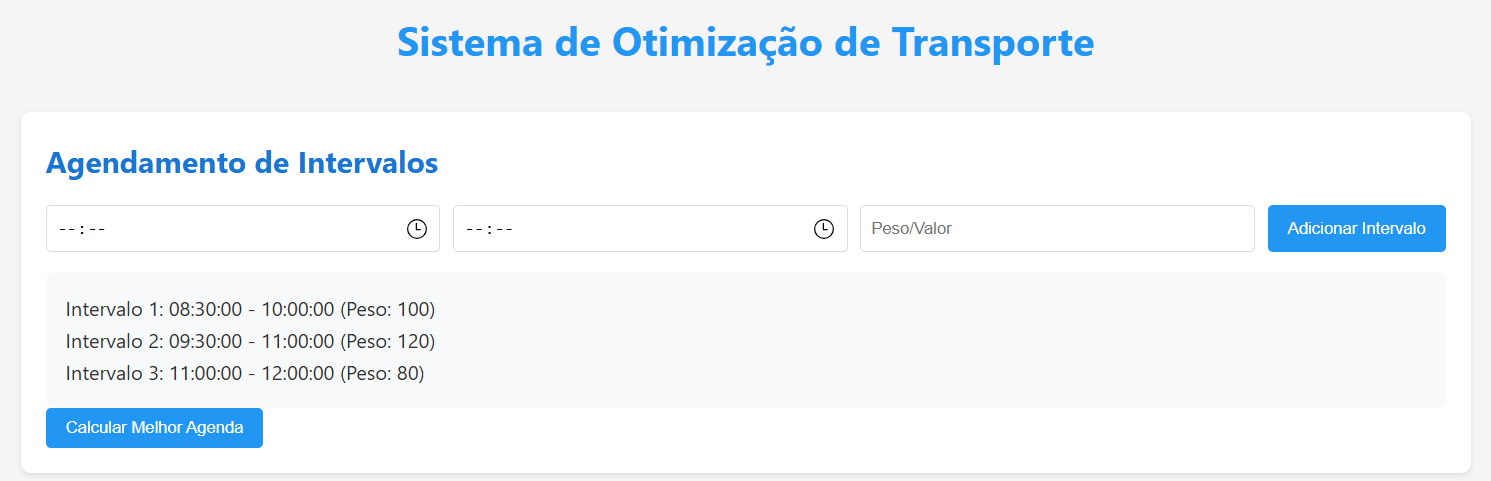 Sistema de Otimização de Transporte
Agendamento de Intervalos
--:-- --:-- Peso/Valor Adicionar Intervalo
Intervalo 1: 08:30:00 - 10:00:00 (Peso: 100)
Intervalo 2: 09:30:00 - 11:00:00 (Peso: 120)
Intervalo 3: 11:00:00 - 12:00:00 (Peso: 80)
Calcular Melhor Agenda